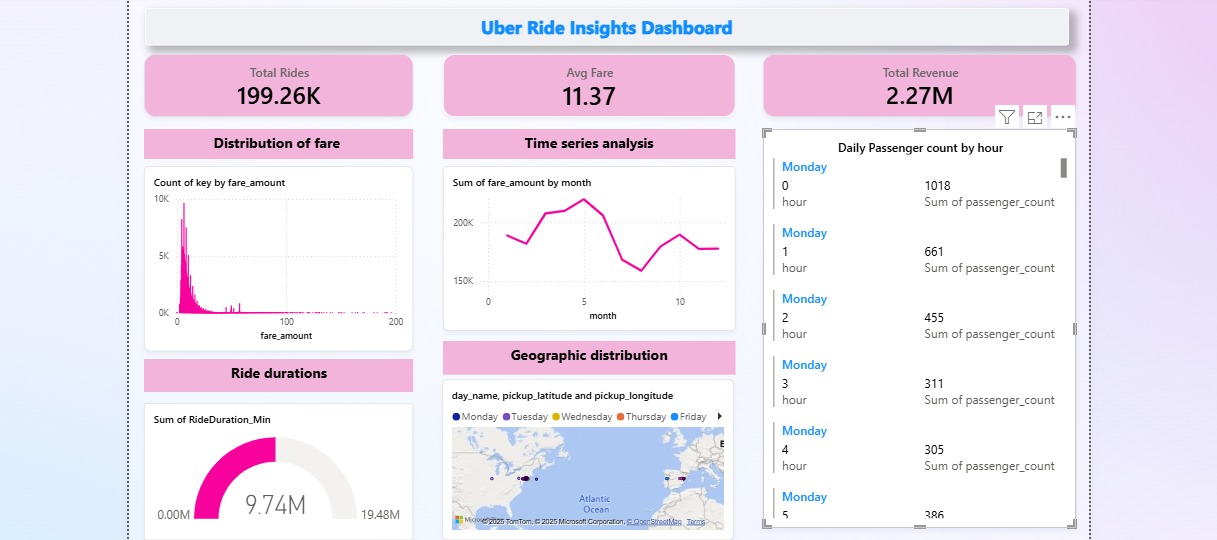 Uber Ride Insights Dashboard
Total Rides
199.26K
Avg Fare
11.37
Total Revenue
2.27M
Distribution of fare
Count of key by fare_amount
10K
5K
0K
0
100
200
fare_amount
Ride durations
Sum of RideDuration_Min
9.74M
0.00M
19.48M
Time series analysis
Sum of fare_amount by month
200K
150K
0
5
10
month
Geographic distribution
day_name, pickup_latitude and pickup_longitude
Monday Tuesday Wednesday Thursday Friday
Atlantic
Ocean
© 2025 TomTom, © 2025 Microsoft Corporation, © OpenStreetMap Terms
Daily Passenger count by hour
Monday
0 1018
hour Sum of passenger_count
Monday
1 661
hour Sum of passenger_count
Monday
2 455
hour Sum of passenger_count
Monday
3 311
hour Sum of passenger_count
Monday
4 305
hour Sum of passenger_count
Monday
5 386